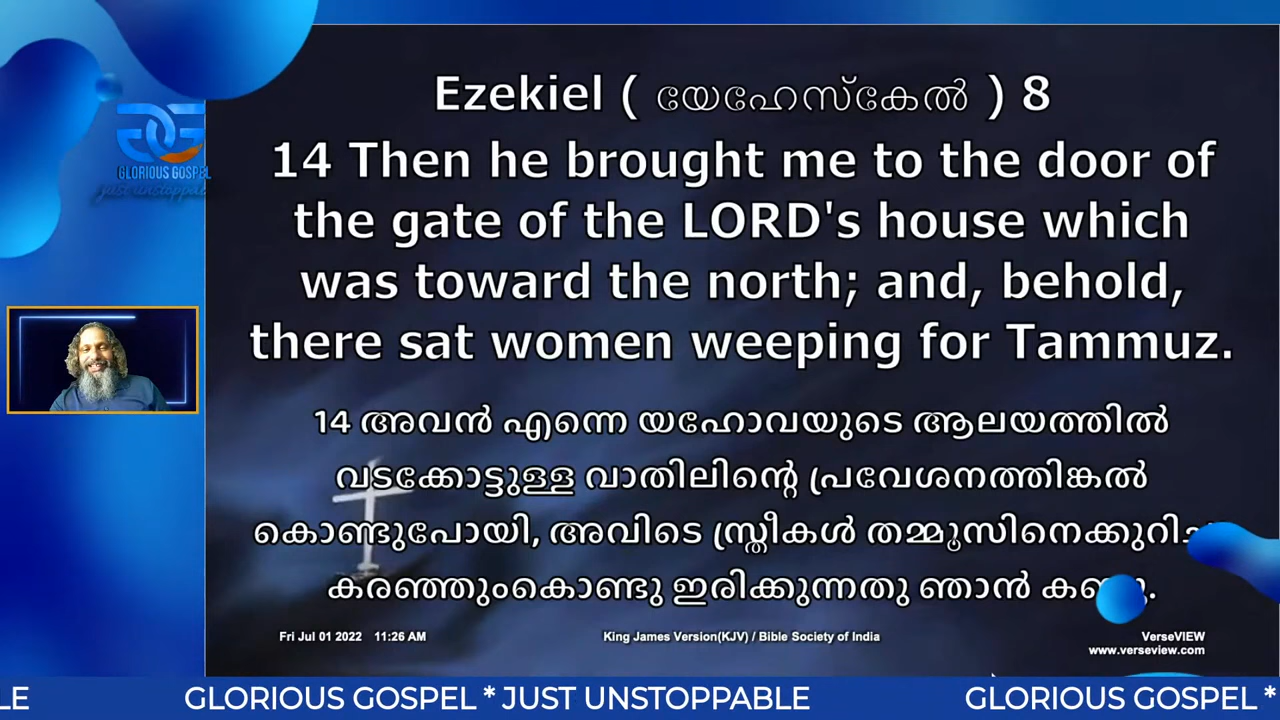 Ezekiel ( യേഹേസ്കേൽ ) 8
14 Then he brought me to the door of
the gate of the LORD's house which
was toward the north; and, behold,
there sat women weeping for Tammuz.
14 അവൻ എന്നെ യഹോവയുടെ ആലയത്തിൽ
വടക്കോട്ടുള്ള വാതിലിന്റെ പ്രവേശനത്തിങ്കൽ
കൊണ്ടുപോയി, അവിടെ സ്ത്രീകൾ
കരഞ്ഞുംകൊണ്ടു ഇരിക്കുന്നതു ഞാൻ
Fri Jul 01 2022 11:26 AM
King James Version(KJV) / Bible Society of India
VerseVIEW
www.verseview.com
GLORIOUS GOSPEL
just unstoppab
LE GLORIOUS GOSPEL * JUST UNSTOPPABLE GLORIOUS GOSPEL *